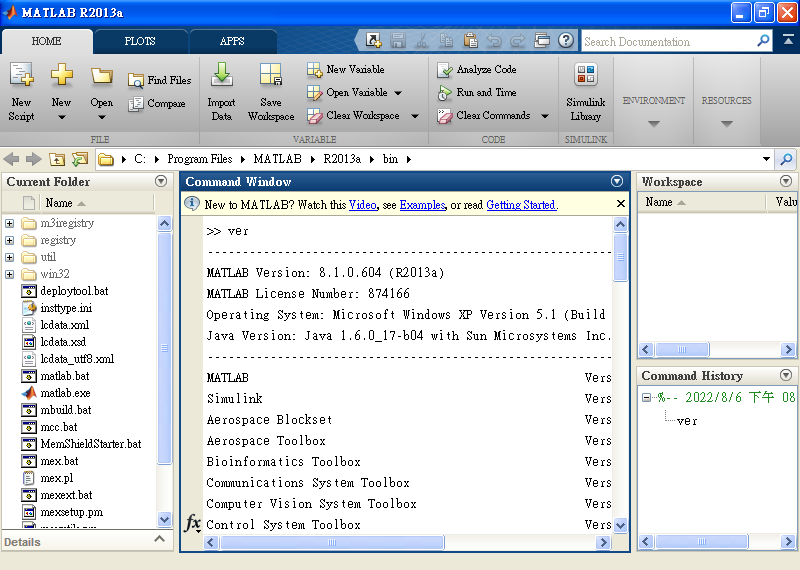 MATLAB R2013a
HOME PLOTS APPS
Search Documentation
New Script
New
Open
Find Files
Compare
Import Data
Save Workspace
New Variable
Open Variable
Clear Workspace
Analyze Code
Run and Time
Clear Commands
Simulink Library
ENVIRONMENT
RESOURCES
FILE VARIABLE CODE SIMULINK
C: Program Files MATLAB R2013a bin
Current Folder
Name
m3iregistry
registry
util
win32
deploytool.bat
insttype.ini
lcdata.xml
lcdata.xsd
lcdata_utf8.xml
matlab.bat
matlab.exe
mbuild.bat
mcc.bat
MemShieldStarter.bat
mex.bat
mex.pl
mexext.bat
mexsetup.pm
Details
Command Window
New to MATLAB? Watch this Video, see Examples, or read Getting Started.
>> ver
MATLAB Version: 8.1.0.604 (R2013a)
MATLAB License Number: 874166
Operating System: Microsoft Windows XP Version 5.1 (Build
Java Version: Java 1.6.0_17-b04 with Sun Microsystems Inc.
MATLAB Vers
Simulink Vers
Aerospace Blockset Vers
Aerospace Toolbox Vers
Bioinformatics Toolbox Vers
Communications System Toolbox Vers
Computer Vision System Toolbox Vers
Control System Toolbox Vers
fx
Workspace
Name Valu
Command History
%-- 2022/8/6 下午 08
ver